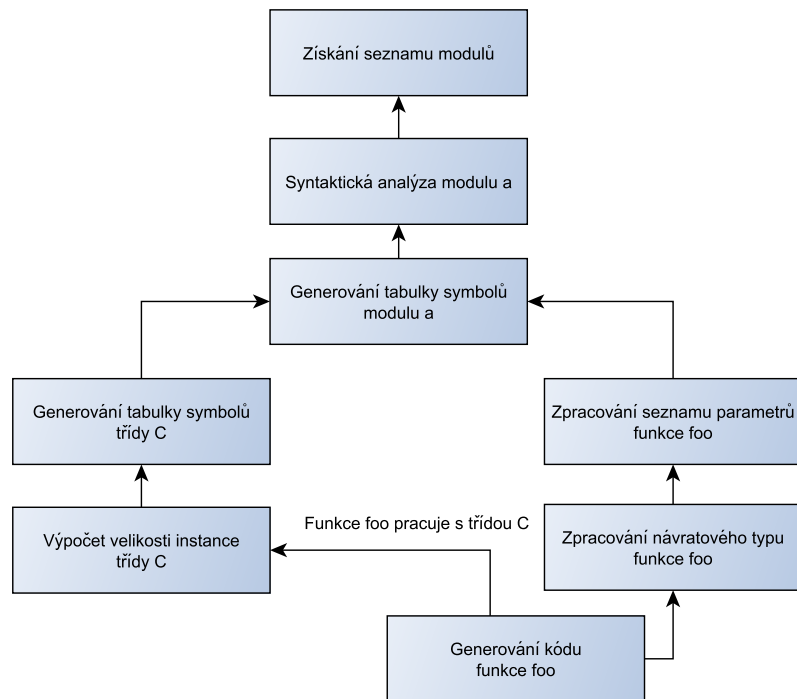 Získání seznamu modulů
Syntaktická analýza modulu a
Generování tabulky symbolů
modulu a
Generování tabulky symbolů
třídy C
Zpracování seznamu parametrů
funkce foo
Výpočet velikosti instance
třídy C
Funkce foo pracuje s třídou C
Zpracování návratového typu
funkce foo
Generování kódu
funkce foo